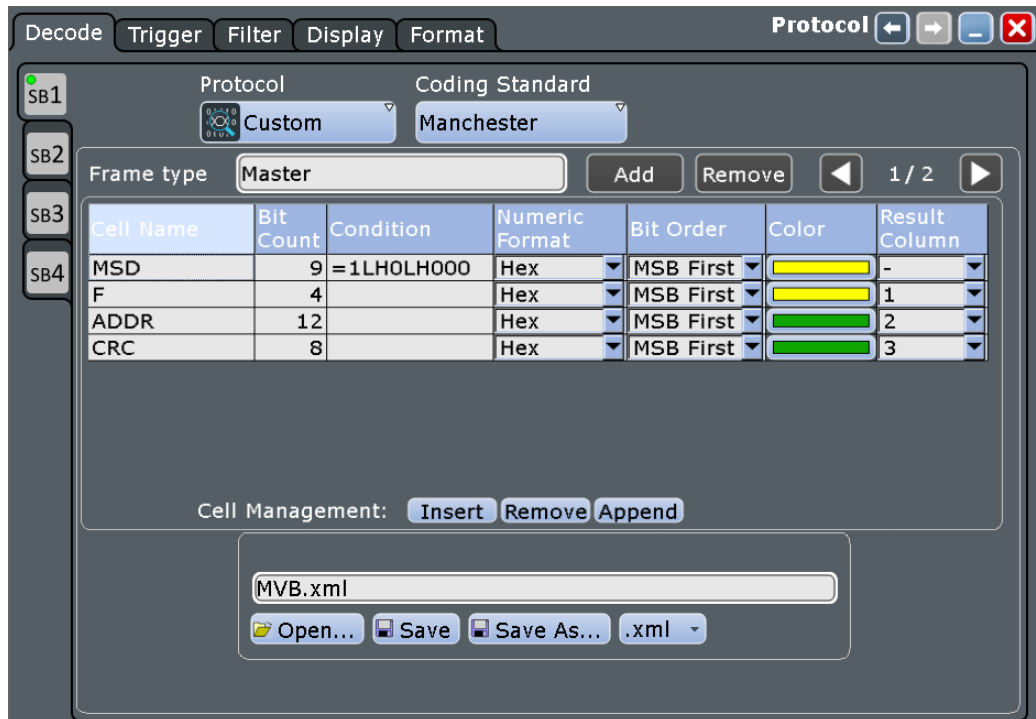 Decode Trigger Filter Display Format Protocol
SB1
SB2
SB3
SB4
Protocol Coding Standard
Custom Manchester
Frame type Master Add Remove 1 / 2
Cell Name Bit Count Condition Numeric Format Bit Order Color Result Column
MSD 9 =1LH0LH000 Hex MSB First -
F 4 Hex MSB First 1
ADDR 12 Hex MSB First 2
CRC 8 Hex MSB First 3
Cell Management: Insert Remove Append
MVB.xml
Open... Save Save As... .xml